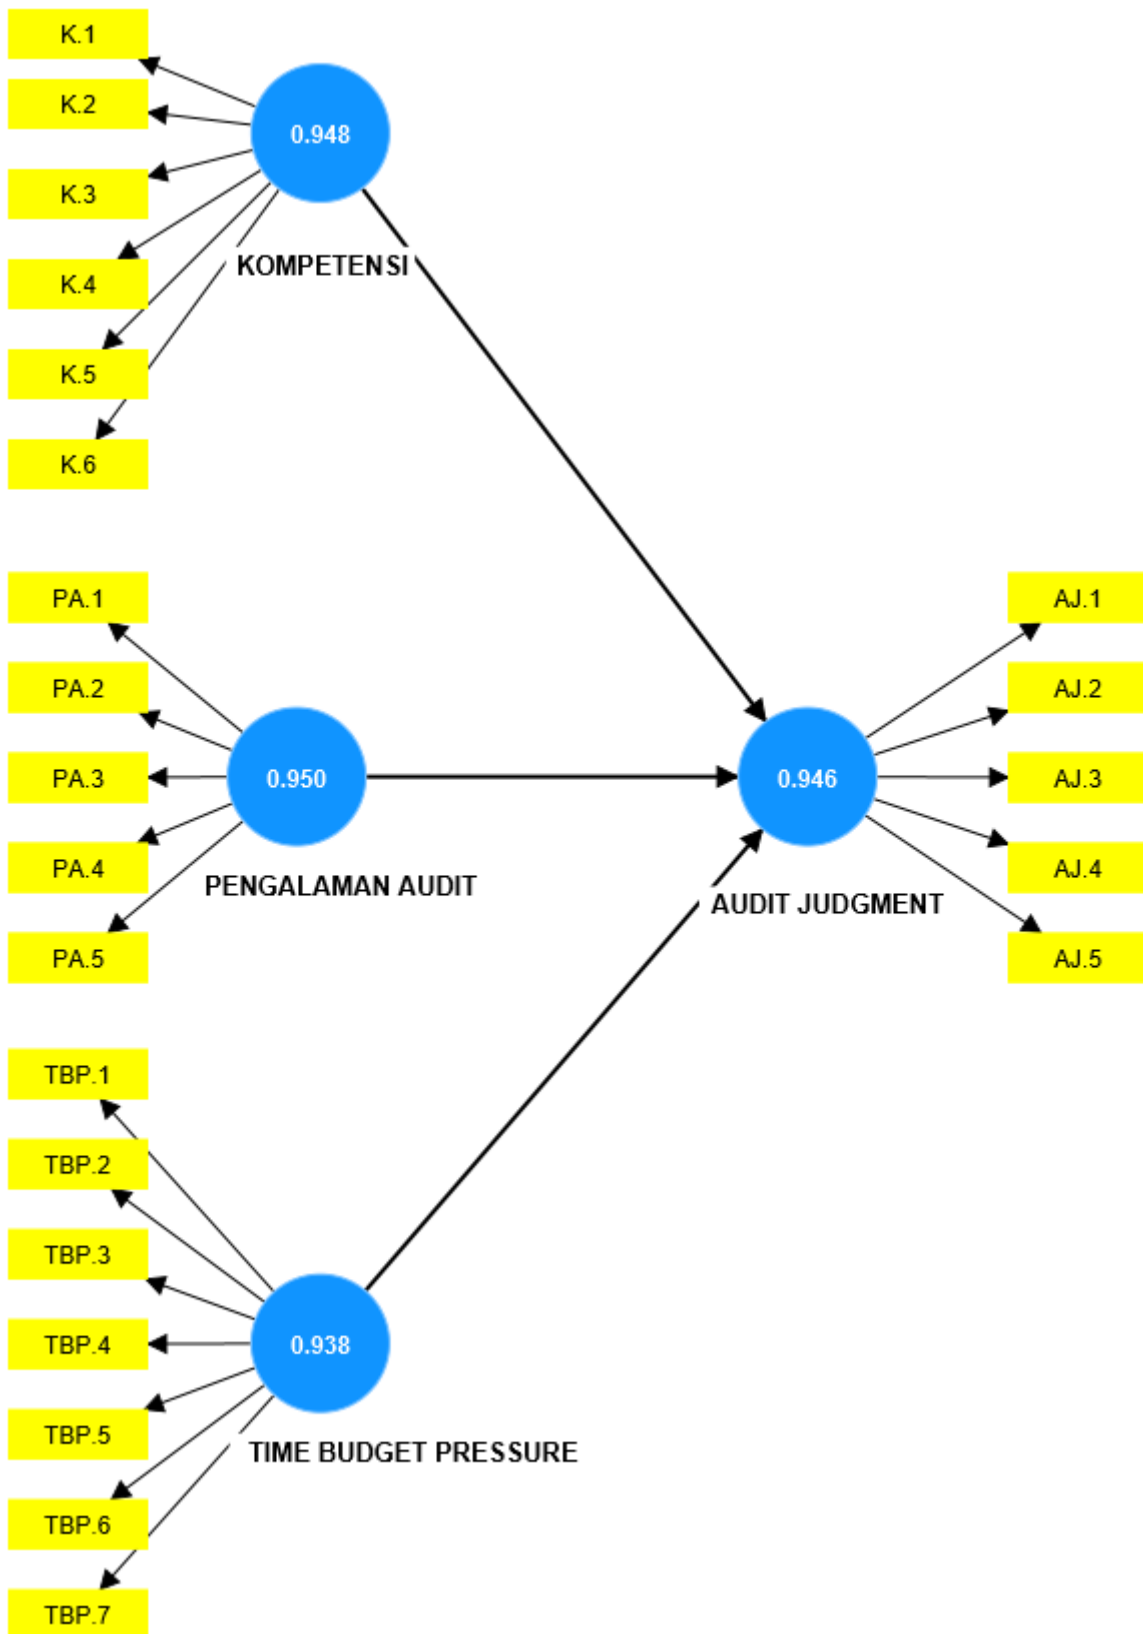 K.1
K.2
K.3
K.4
K.5
K.6
0.948
KOMPETENSI
PA.1
PA.2
PA.3
PA.4
PA.5
0.950
PENGALAMAN AUDIT
0.946
AUDIT JUDGMENT
AJ.1
AJ.2
AJ.3
AJ.4
AJ.5
TBP.1
TBP.2
TBP.3
TBP.4
TBP.5
TBP.6
TBP.7
0.938
TIME BUDGET PRESSURE